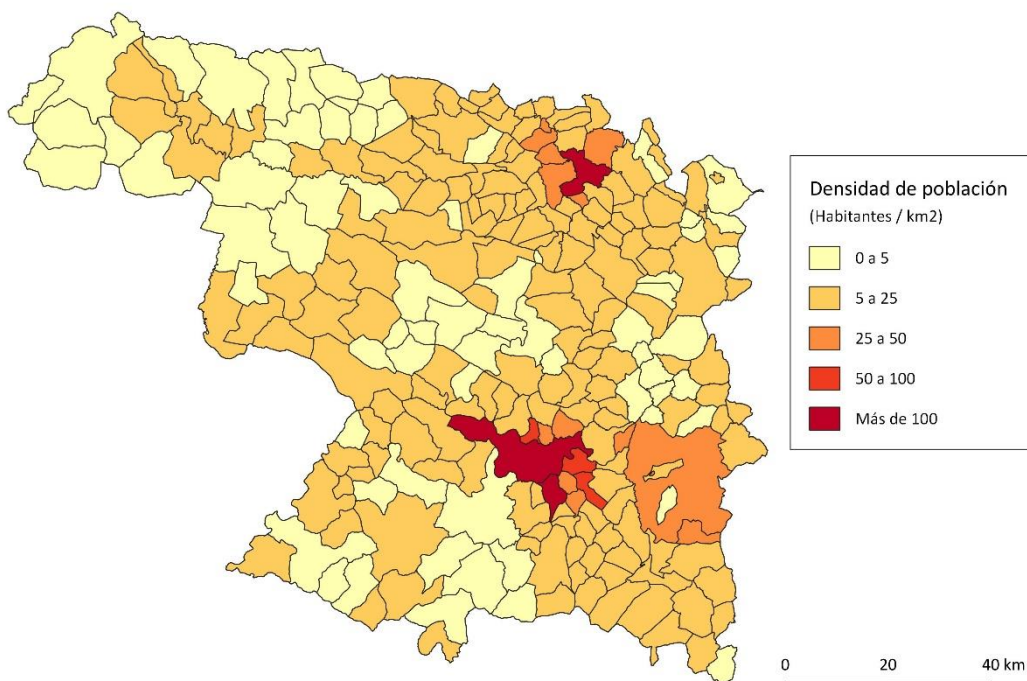 Densidad de población
(Habitantes / km2)
0 a 5
5 a 25
25 a 50
50 a 100
Más de 100
0 20 40 km